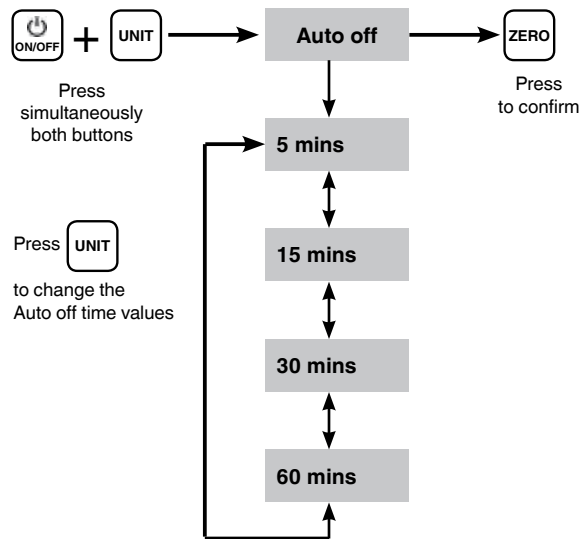 ON/OFF
+
UNIT
Auto off
ZERO
Press
simultaneously
both buttons
Press
to confirm
5 mins
Press UNIT
to change the
Auto off time values
15 mins
30 mins
60 mins